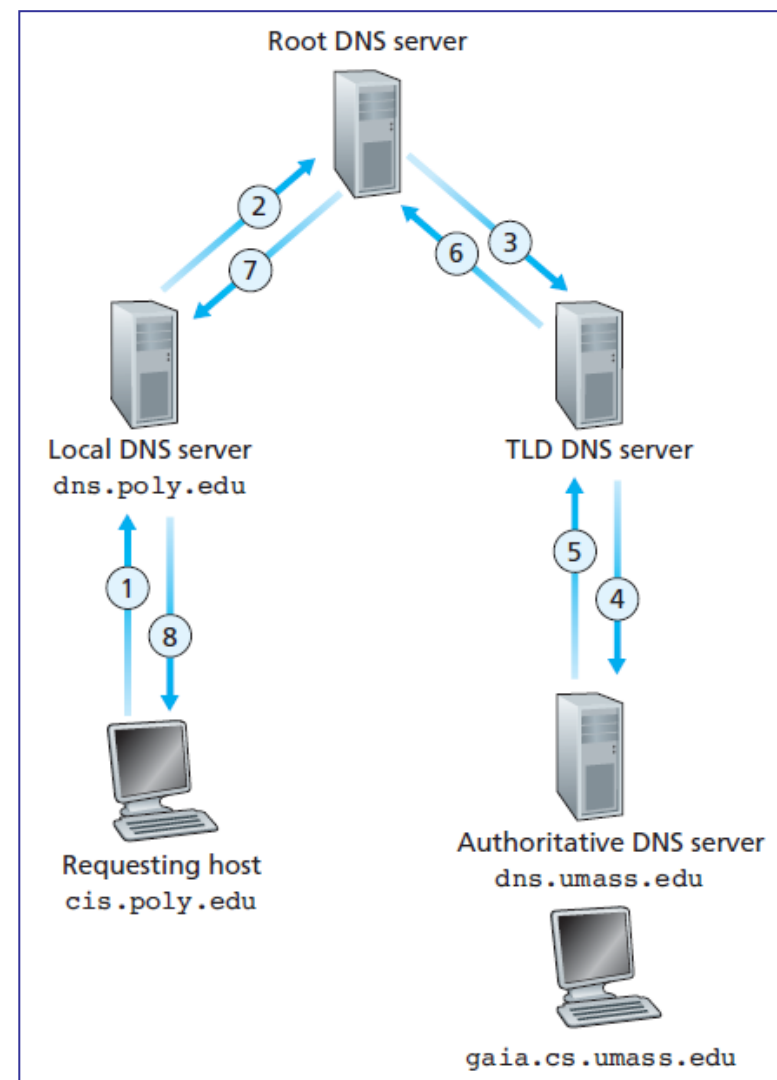 Root DNS server
2
3
7
6
Local DNS server
dns.poly.edu
TLD DNS server
1
8
5
4
Requesting host
cis.poly.edu
Authoritative DNS server
dns.umass.edu
gaia.cs.umass.edu